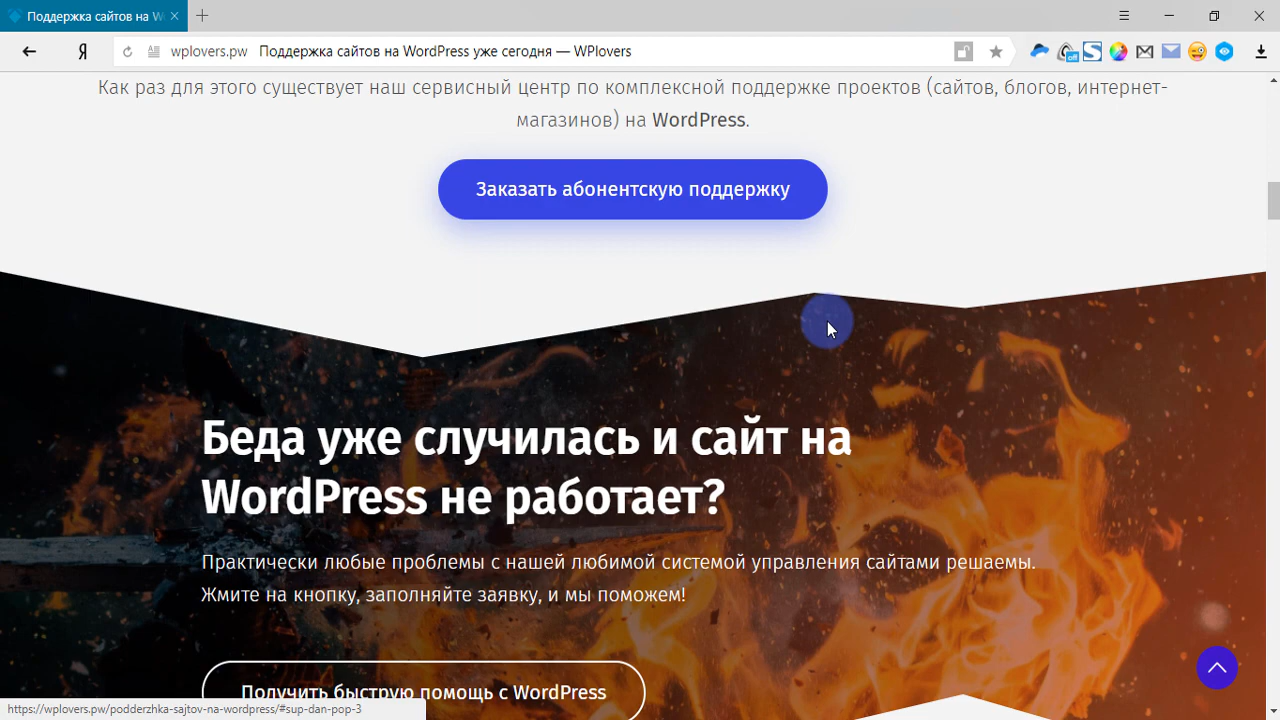 Поддержка сайтов на W
wplovers.pw Поддержка сайтов на WordPress уже сегодня — WPlovers
off
Как раз для этого существует наш сервисный центр по комплексной поддержке проектов (сайтов, блогов, интернет-
магазинов) на WordPress.
Заказать абонентскую поддержку
Беда уже случилась и сайт на
WordPress не работает?
Практически любые проблемы с нашей любимой системой управления сайтами решаемы.
Жмите на кнопку, заполняйте заявку, и мы поможем!
Получить быструю помощь с WordPress
https://wplovers.pw/podderzhka-sajtov-na-wordpress/#sup-dan-pop-3